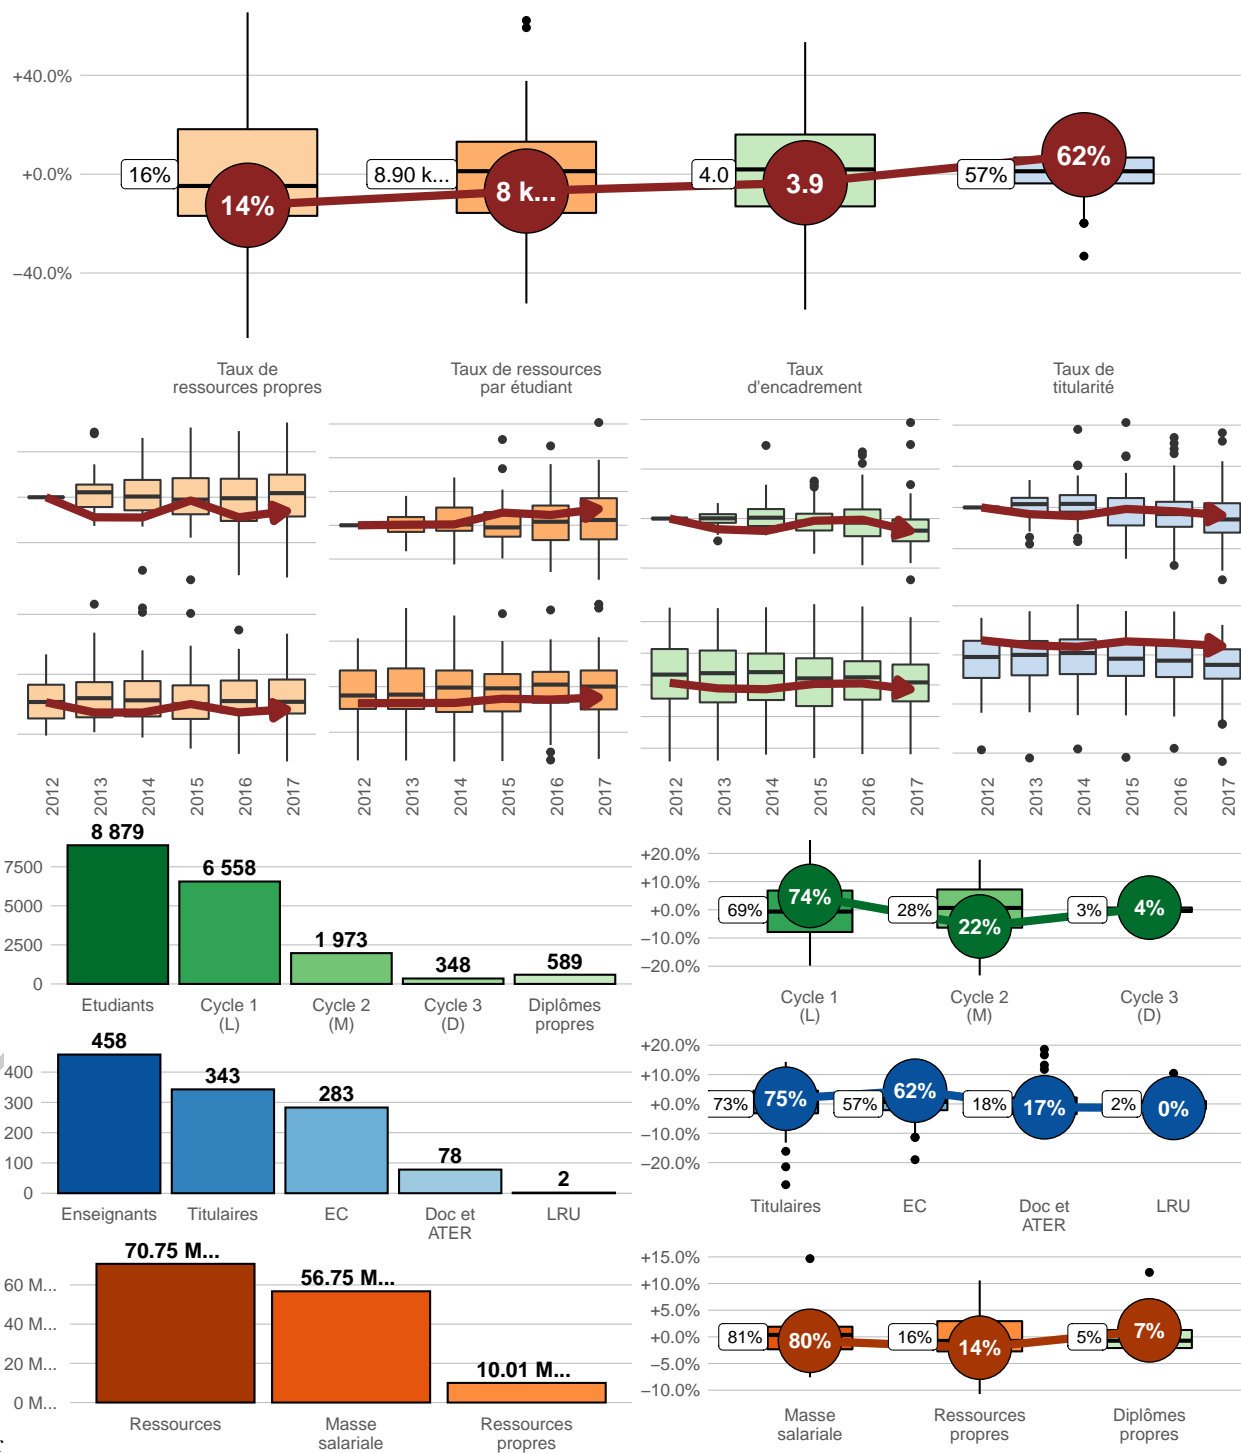 +40.0%
+0.0%
−40.0%
16%
14%
8.90 k...
8 k...
4.0
3.9
57%
62%
Taux de
ressources propres
Taux de ressources
par étudiant
Taux
d'encadrement
Taux de
titularité
2012
2013
2014
2015
2016
2017
2012
2013
2014
2015
2016
2017
2012
2013
2014
2015
2016
2017
2012
2013
2014
2015
2016
2017
7500
5000
2500
0
8 879
6 558
1 973
348
589
Etudiants
Cycle 1
(L)
Cycle 2
(M)
Cycle 3
(D)
Diplômes
propres
+20.0%
+10.0%
+0.0%
−10.0%
−20.0%
69%
74%
28%
22%
3%
4%
Cycle 1
(L)
Cycle 2
(M)
Cycle 3
(D)
400
300
200
100
0
458
343
283
78
2
Enseignants
Titulaires
EC
Doc et
ATER
LRU
+20.0%
+10.0%
+0.0%
−10.0%
−20.0%
73%
75%
57%
62%
18%
17%
2%
0%
Titulaires
EC
Doc et
ATER
LRU
60 M...
40 M...
20 M...
0 M...
70.75 M...
56.75 M...
10.01 M...
Ressources
Masse
salariale
Ressources
propres
+15.0%
+10.0%
+5.0%
+0.0%
−5.0%
−10.0%
81%
80%
16%
14%
5%
7%
Masse
salariale
Ressources
propres
Diplômes
propres